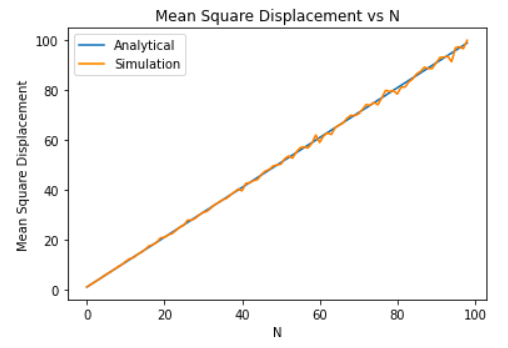 Mean Square Displacement vs N
Analytical
Simulation
Mean Square Displacement
100
80
60
40
20
0
0 20 40 60 80 100
N